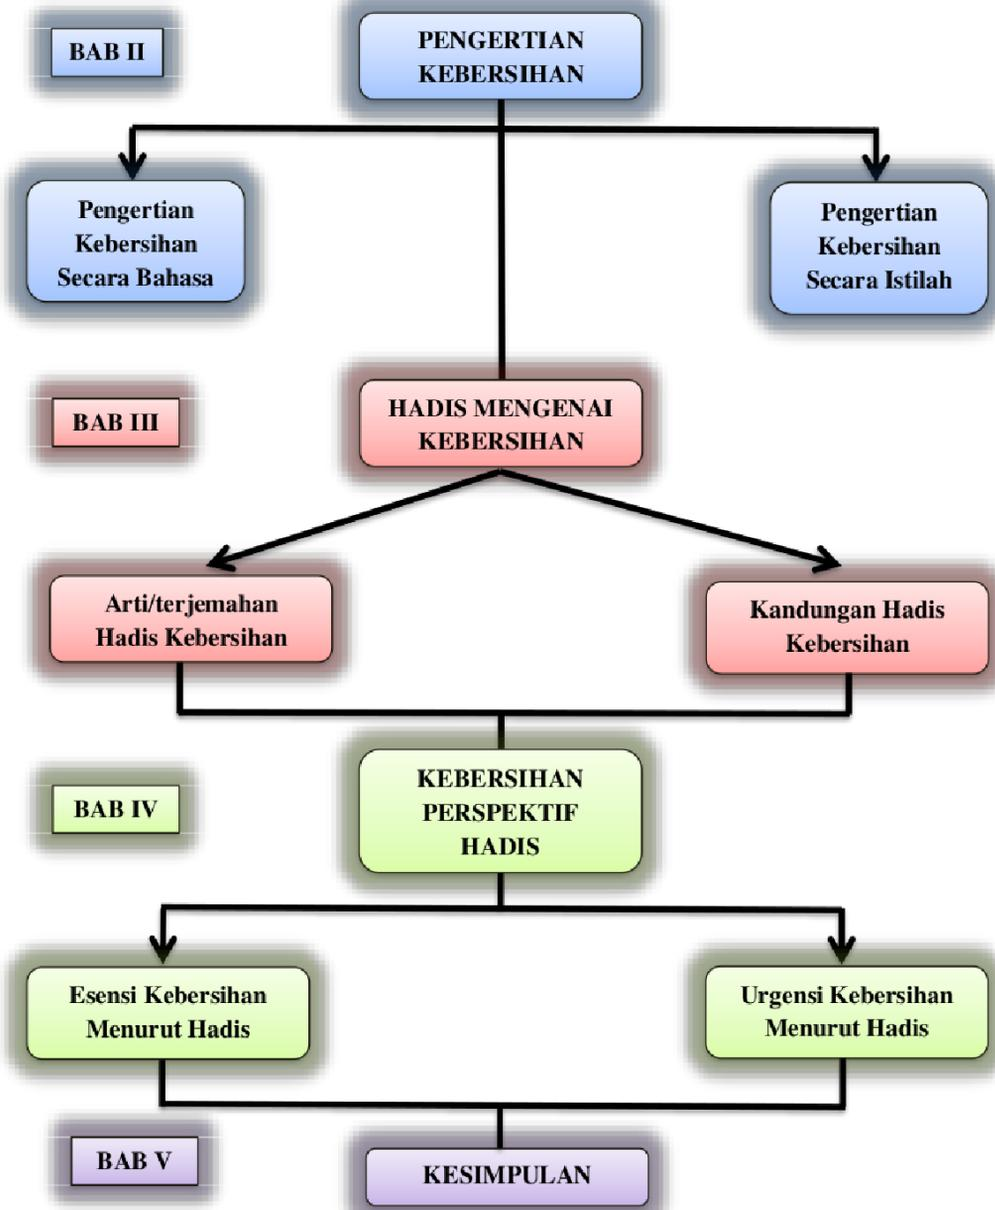 BAB II
PENGERTIAN
KEBERSIHAN
Pengertian
Kebersihan
Secara Bahasa
Pengertian
Kebersihan
Secara Istilah
BAB III
HADIS MENGENAI
KEBERSIHAN
Arti/terjemahan
Hadis Kebersihan
Kandungan Hadis
Kebersihan
BAB IV
KEBERSIHAN
PERSPEKTIF
HADIS
Esensi Kebersihan
Menurut Hadis
Urgensi Kebersihan
Menurut Hadis
BAB V
KESIMPULAN